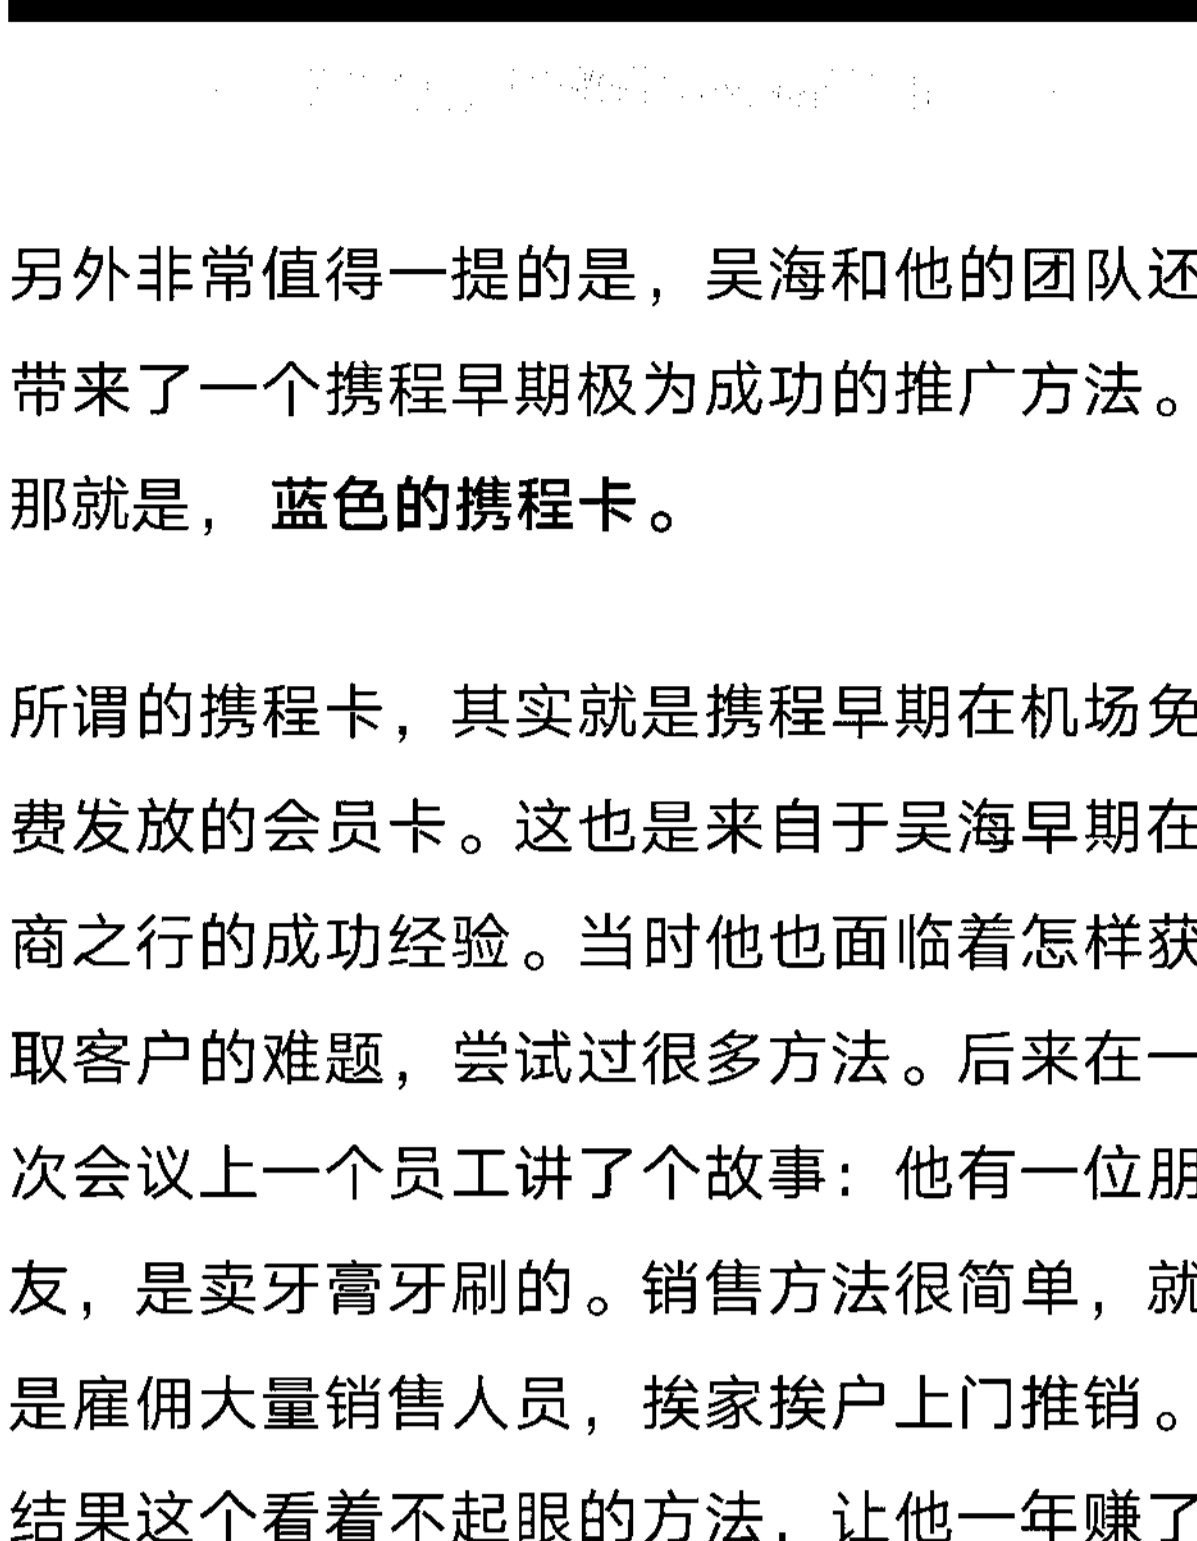 另外非常值得一提的是，吴海和他的团队还
带来了一个携程早期极为成功的推广方法。
那就是， 蓝色的携程卡。
所谓的携程卡，其实就是携程早期在机场免
费发放的会员卡。这也是来自于吴海早期在
商之行的成功经验。当时他也面临着怎样获
取客户的难题，尝试过很多方法。后来在一
次会议上一个员工讲了个故事：他有一位朋
友，是卖牙膏牙刷的。销售方法很简单，就
是雇佣大量销售人员，挨家挨户上门推销。
结果这个看着不起眼的方法，让他一年赚了